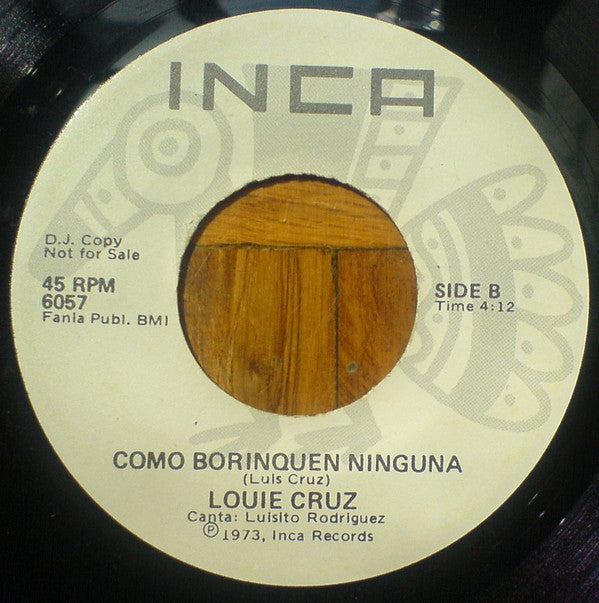 INCA
D.J. Copy
Not for Sale
45 RPM
6057
Fania Publ. BMI
SIDE B
Time 4:12
COMO BORINQUEN NINGUNA
(Luis Cruz)
LOUIE CRUZ
Canta: Luisito Rodriguez
Ⓟ1973, Inca Records